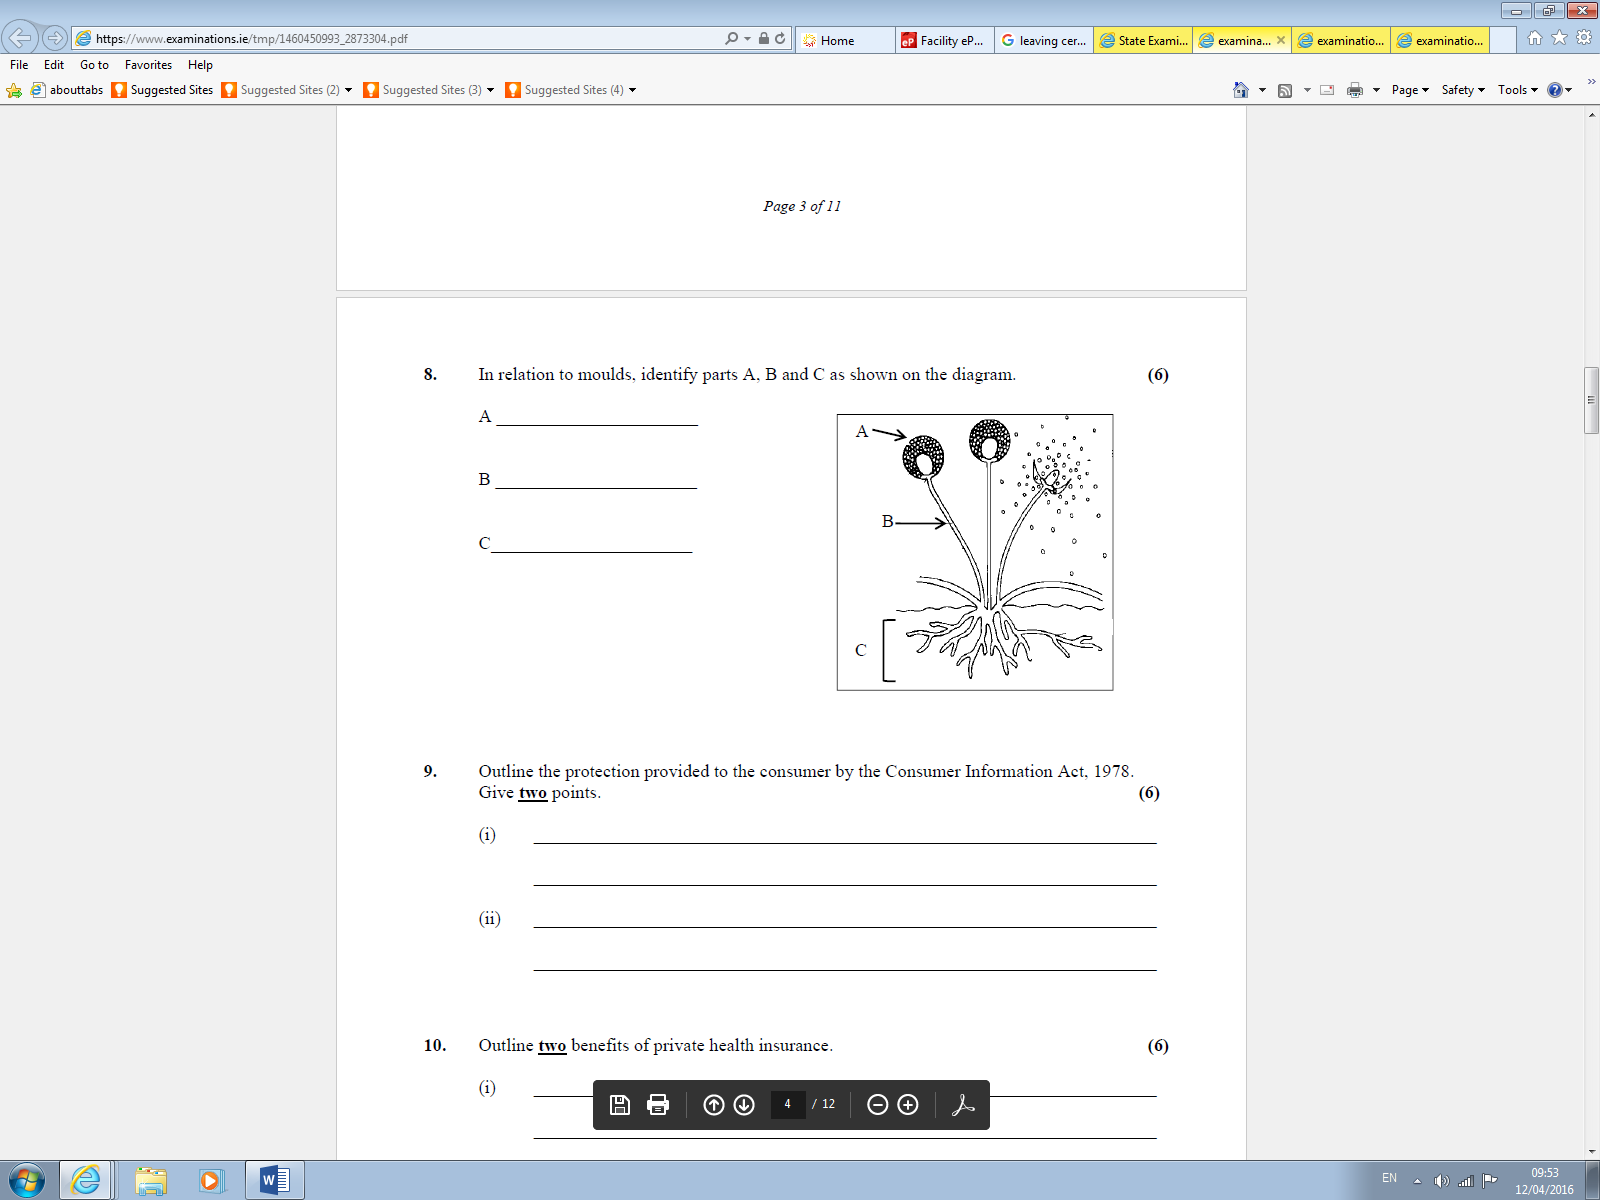 https://www.examinations.ie/tmp/1460450993_2873304.pdf
Home
Facility eP...
leaving cer...
State Exami...
examina...
examinatio...
examinatio...
File Edit Go to Favorites Help
abouttabs Suggested Sites Suggested Sites (2) Suggested Sites (3) Suggested Sites (4)
Page Safety Tools
Page 3 of 11
8. In relation to moulds, identify parts A, B and C as shown on the diagram. (6)
A
B
C
A
B
C
9. Outline the protection provided to the consumer by the Consumer Information Act, 1978.
Give two points. (6)
(i)
(ii)
10. Outline two benefits of private health insurance. (6)
(i)
4 / 12
EN
09:53
12/04/2016